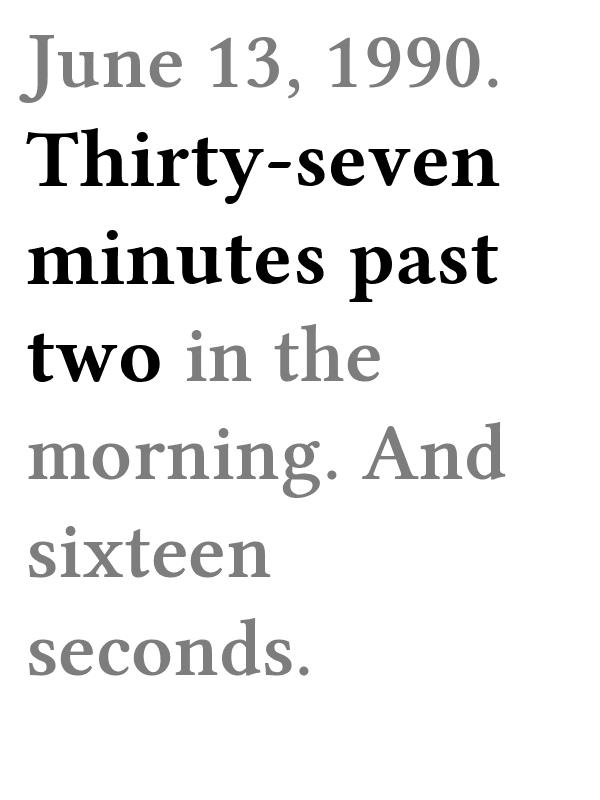 June 13, 1990.
Thirty-seven
minutes past
two in the
morning. And
sixteen
seconds.